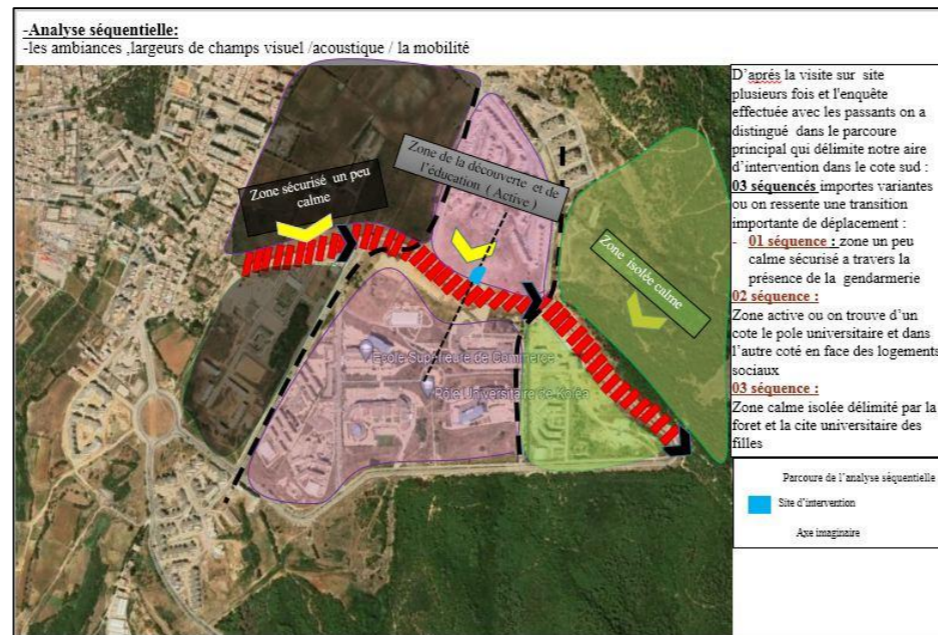 -Analyse séquentielle:
-les ambiances ,largeurs de champs visuel /acoustique / la mobilité
Zone sécurisé un peu
calme
Zone de la découverte et de
l'éducation ( Active )
Zone isolée calme
École Supérieure de Commerce
Pôle Universitaire de Koléa
D'aprés la visite sur site
plusieurs fois et l'enquête
effectuée avec les passants on a
distingué dans le parcoure
principal qui délimite notre aire
d'intervention dans le cote sud :
03 séquencés importes variantes
ou on ressente une transition
importante de déplacement :
- 01 séquence : zone un peu
calme sécurisé a travers la
présence de la gendarmerie
02 séquence :
Zone active ou on trouve d'un
cote le pole universitaire et dans
l'autre coté en face des logements
sociaux
03 séquence :
Zone calme isolée délimité par la
foret et la cite universitaire des
filles
Parcoure de l'analyse séquentielle
Site d'intervention
Axe imaginaire